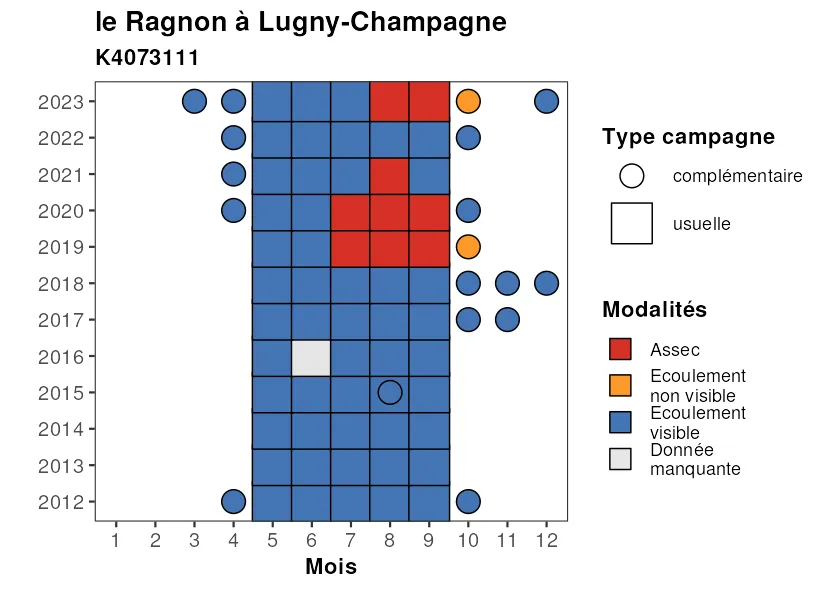 le Ragnon à Lugny-Champagne
K4073111
2023
2022
2021
2020
2019
2018
2017
2016
2015
2014
2013
2012
1 2 3 4 5 6 7 8 9 10 11 12
Mois
Type campagne
complémentaire
usuelle
Modalités
Assec
Ecoulement
non visible
Ecoulement
visible
Donnée
manquante